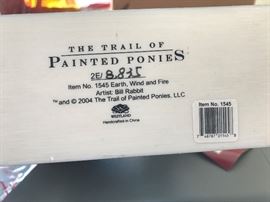 THE TRAIL OF
PAINTED PONIES
2E/8,835
Item No. 1545 Earth, Wind and Fire
Artist: Bill Rabbit
™ and © 2004 The Trail of Painted Ponies, LLC
WESTLAND
Handcrafted in China
Item No. 1545